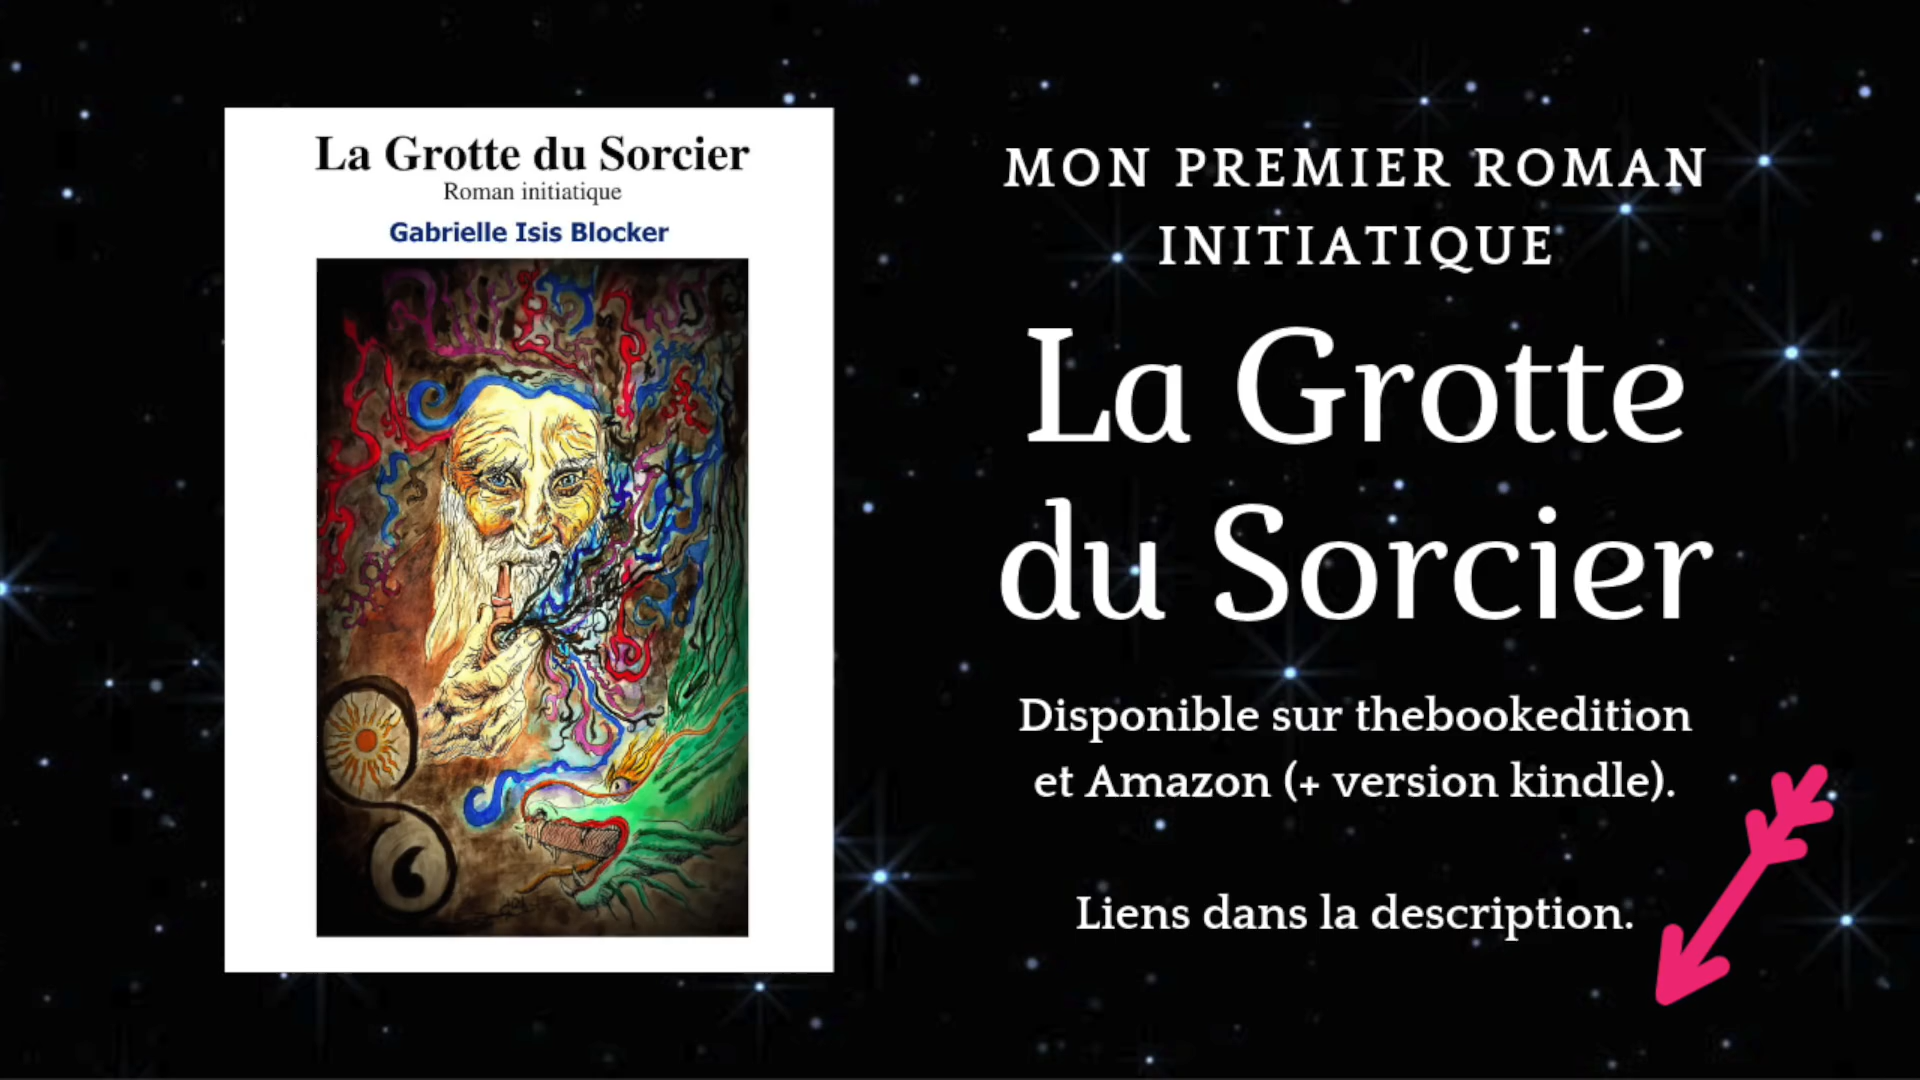 La Grotte du Sorcier
Roman initiatique
Gabrielle Isis Blocker
MON PREMIER ROMAN
INITIATIQUE
La Grotte
du Sorcier
Disponible sur thebookedition
et Amazon (+ version kindle).
Liens dans la description.